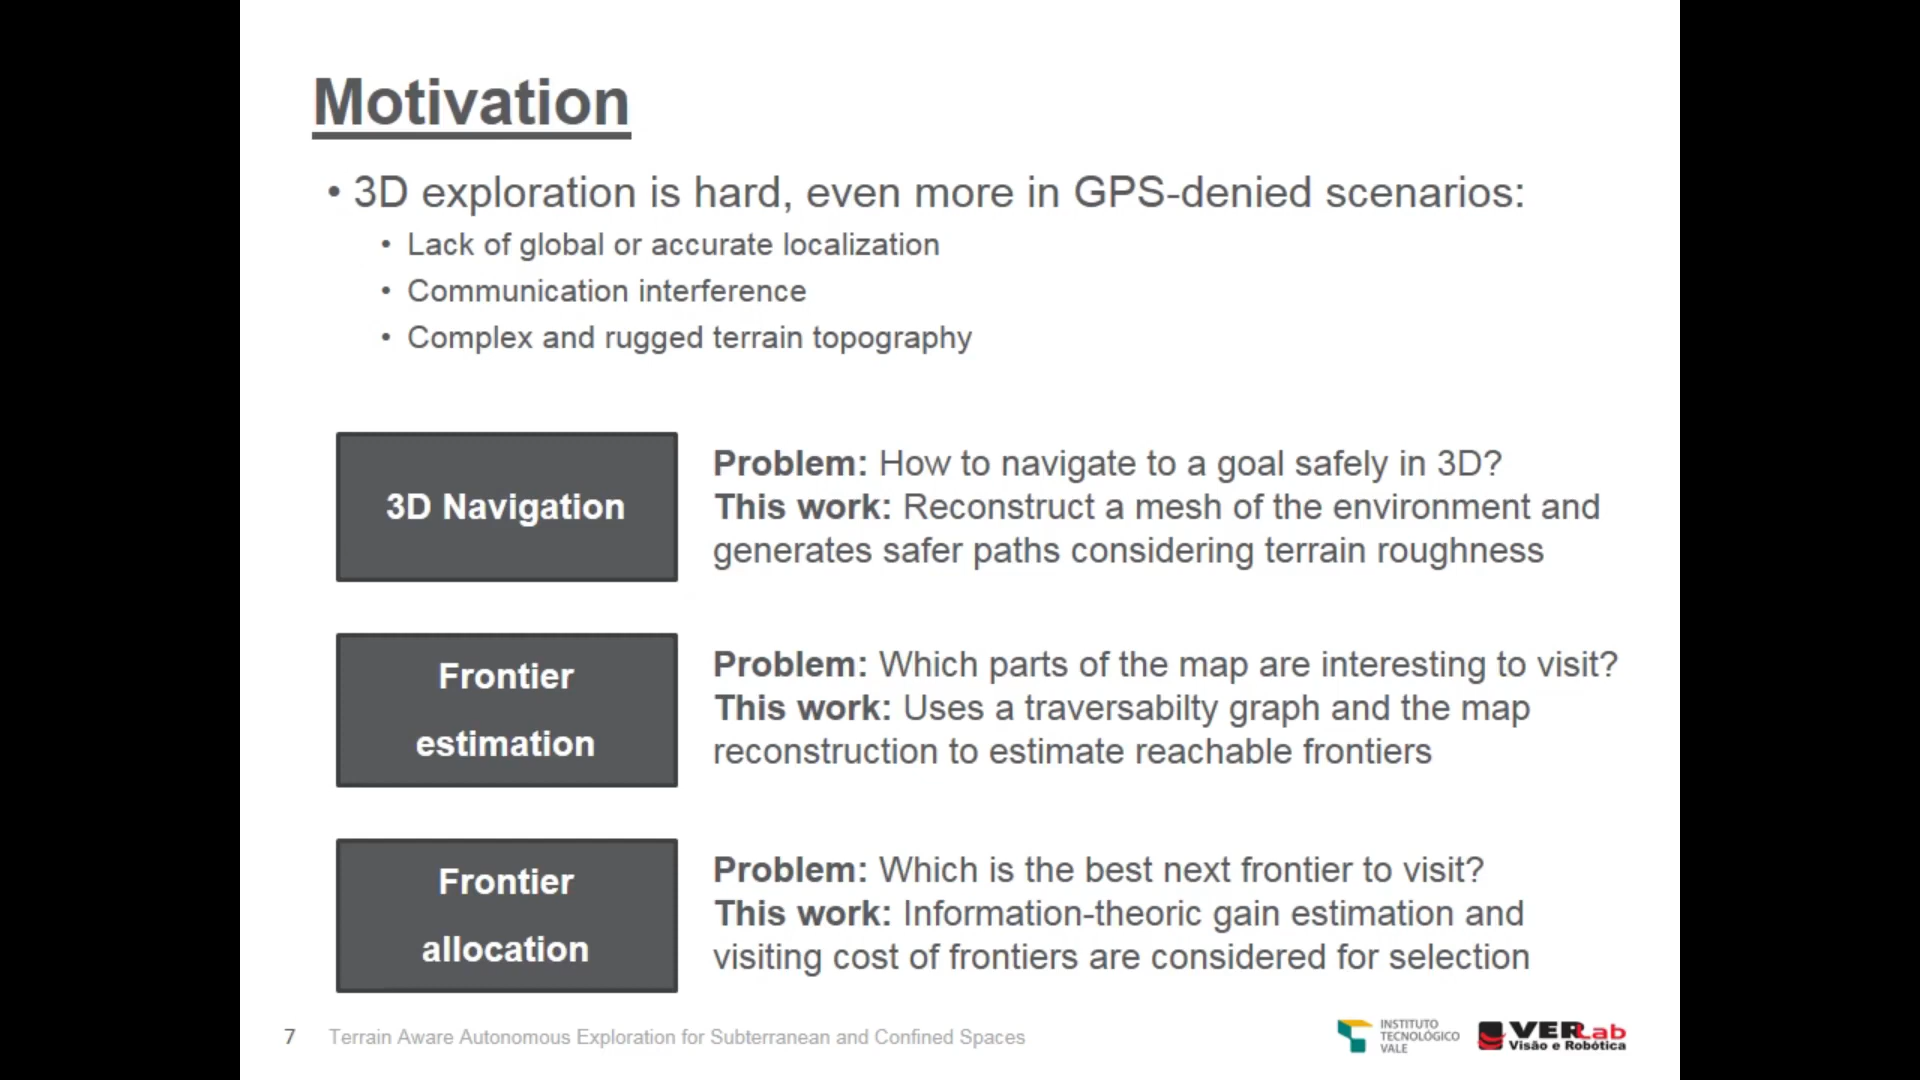 Motivation
• 3D exploration is hard, even more in GPS-denied scenarios:
• Lack of global or accurate localization
• Communication interference
• Complex and rugged terrain topography
3D Navigation
Problem: How to navigate to a goal safely in 3D?
This work: Reconstruct a mesh of the environment and
generates safer paths considering terrain roughness
Frontier
estimation
Problem: Which parts of the map are interesting to visit?
This work: Uses a traversabilty graph and the map
reconstruction to estimate reachable frontiers
Frontier
allocation
Problem: Which is the best next frontier to visit?
This work: Information-theoric gain estimation and
visiting cost of frontiers are considered for selection
7 Terrain Aware Autonomous Exploration for Subterranean and Confined Spaces
INSTITUTO
TECNOLÓGICO
VALE
VERLab
Visão e Robótica